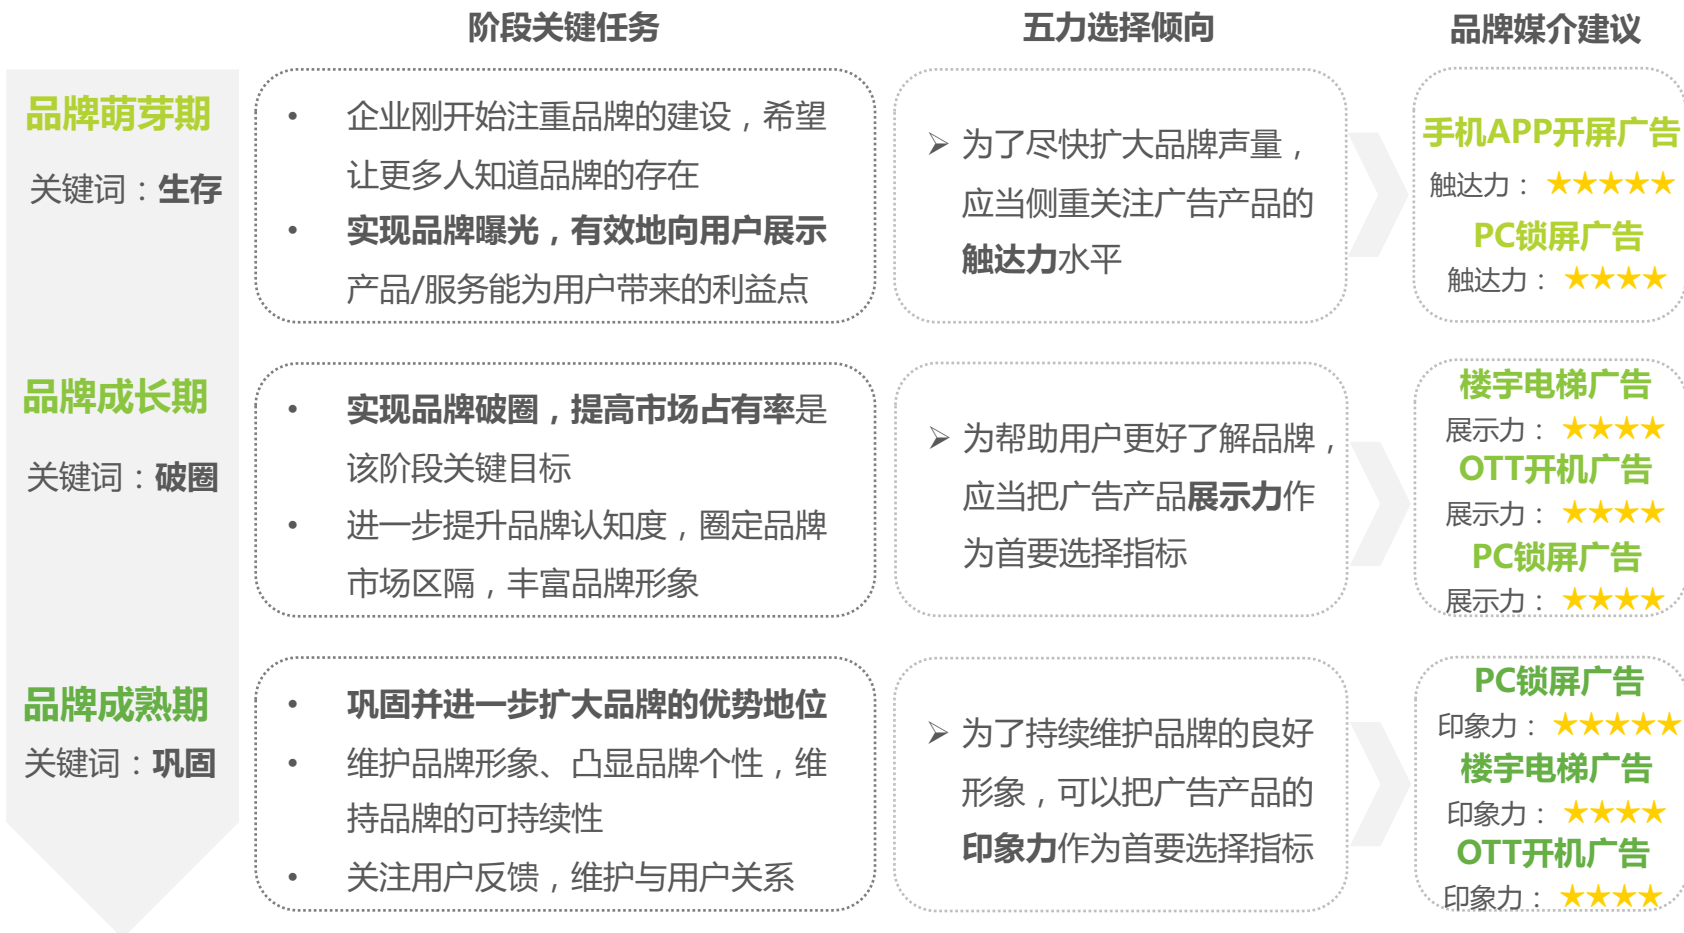 阶段关键任务
五力选择倾向
品牌媒介建议
品牌萌芽期
关键词：生存
• 企业刚开始注重品牌的建设，希望
让更多人知道品牌的存在
• 实现品牌曝光，有效地向用户展示
产品/服务能为用户带来的利益点
➢ 为了尽快扩大品牌声量，
应当侧重关注广告产品的
触达力水平
手机APP开屏广告
触达力：★★★★★
PC锁屏广告
触达力：★★★★
品牌成长期
关键词：破圈
• 实现品牌破圈，提高市场占有率是
该阶段关键目标
• 进一步提升品牌认知度，圈定品牌
市场区隔，丰富品牌形象
➢ 为帮助用户更好了解品牌，
应当把广告产品展示力作
为首要选择指标
楼宇电梯广告
展示力：★★★★
OTT开机广告
展示力：★★★★
PC锁屏广告
展示力：★★★★
品牌成熟期
关键词：巩固
• 巩固并进一步扩大品牌的优势地位
• 维护品牌形象、凸显品牌个性，维
持品牌的可持续性
• 关注用户反馈，维护与用户关系
➢ 为了持续维护品牌的良好
形象，可以把广告产品的
印象力作为首要选择指标
PC锁屏广告
印象力：★★★★★
楼宇电梯广告
印象力：★★★★
OTT开机广告
印象力：★★★★